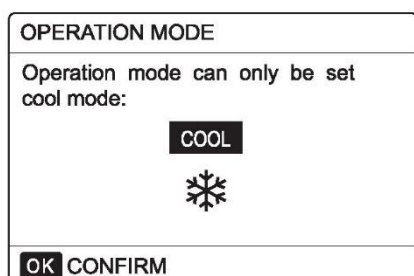 OPERATION MODE
Operation mode can only be set
cool mode:
COOL
OK CONFIRM